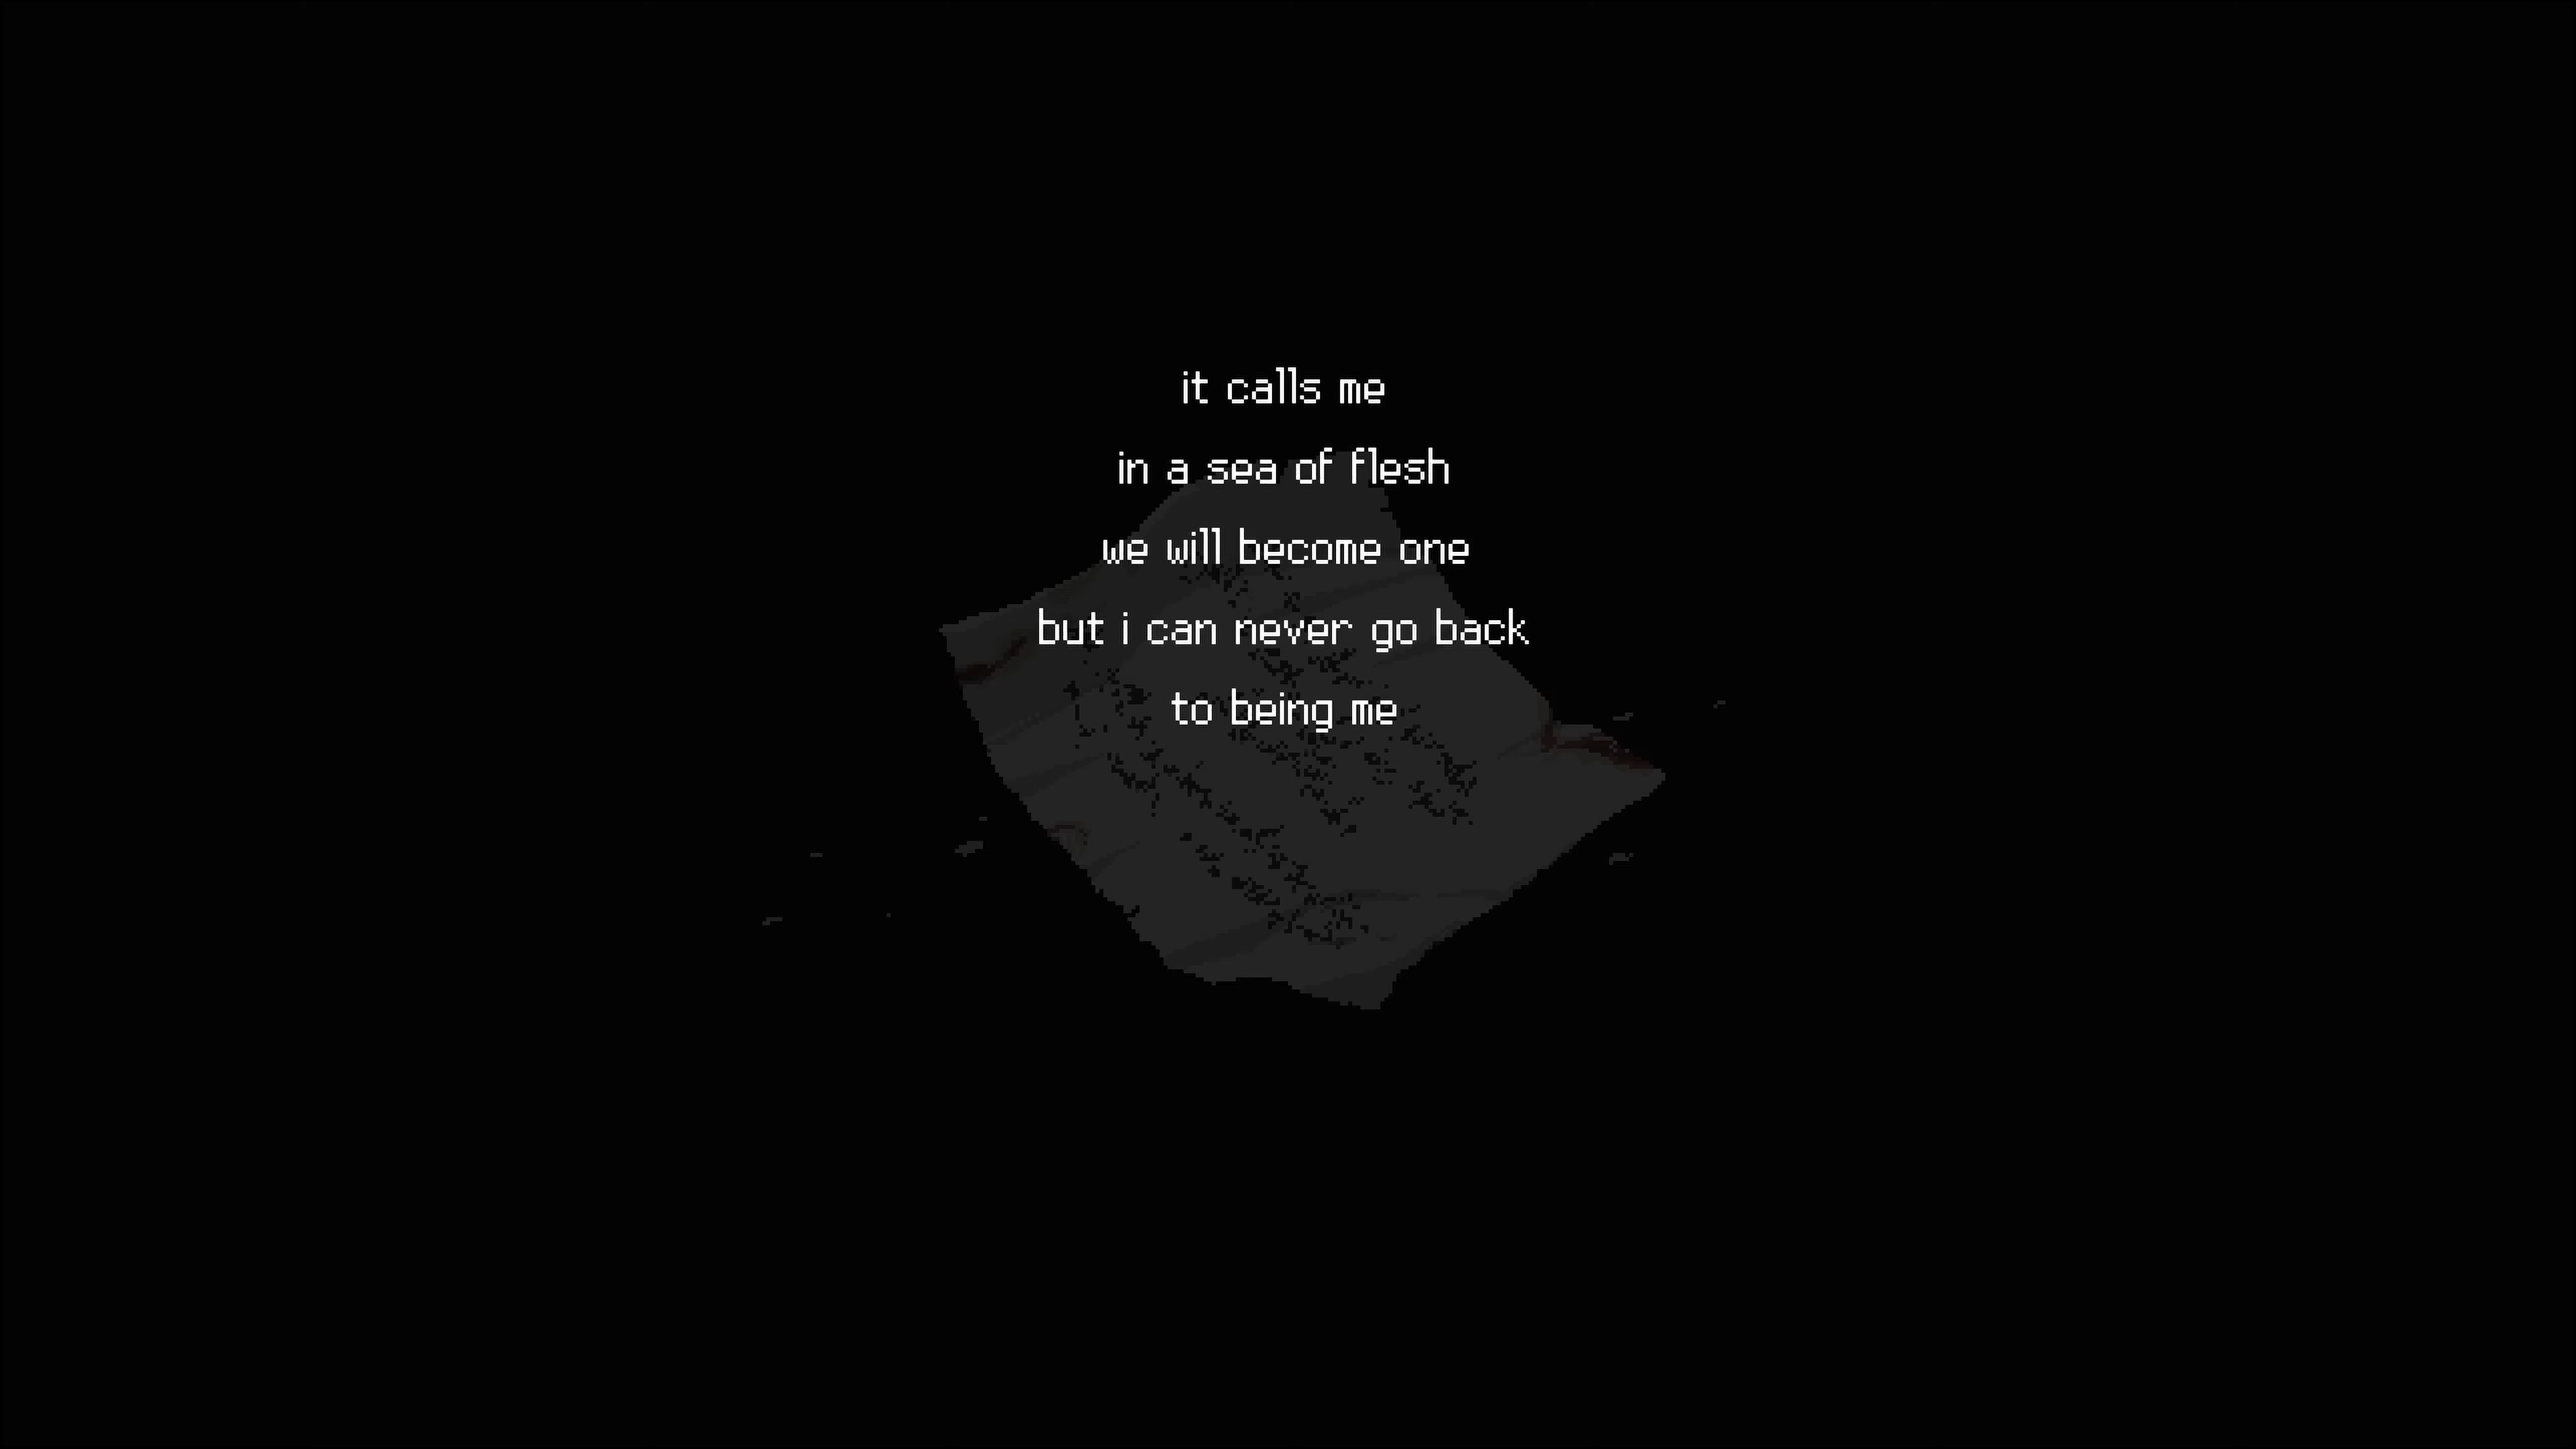 it calls me
in a sea of flesh
we will become one
but i can never go back
to being me